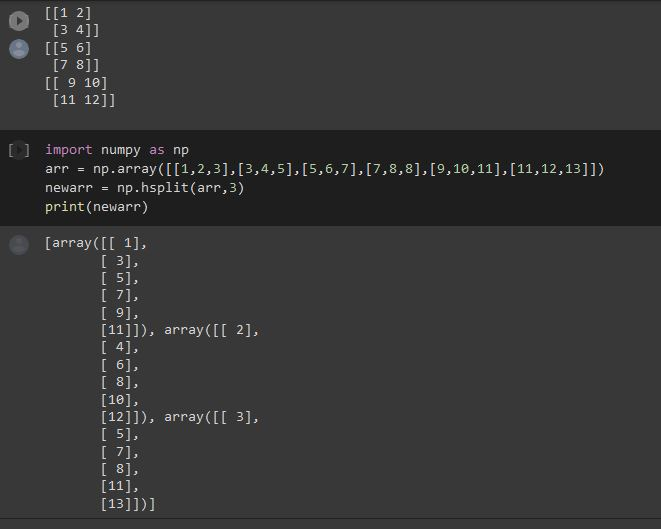 [[1 2]
 [3 4]]
[[5 6]
 [7 8]]
[[ 9 10]
 [11 12]]
[ ] import numpy as np
arr = np.array([[1,2,3],[3,4,5],[5,6,7],[7,8,8],[9,10,11],[11,12,13]])
newarr = np.hsplit(arr,3)
print(newarr)
[array([[ 1],
       [ 3],
       [ 5],
       [ 7],
       [ 9],
       [11]]), array([[ 2],
       [ 4],
       [ 6],
       [ 8],
       [10],
       [12]]), array([[ 3],
       [ 5],
       [ 7],
       [ 8],
       [11],
       [13]])]